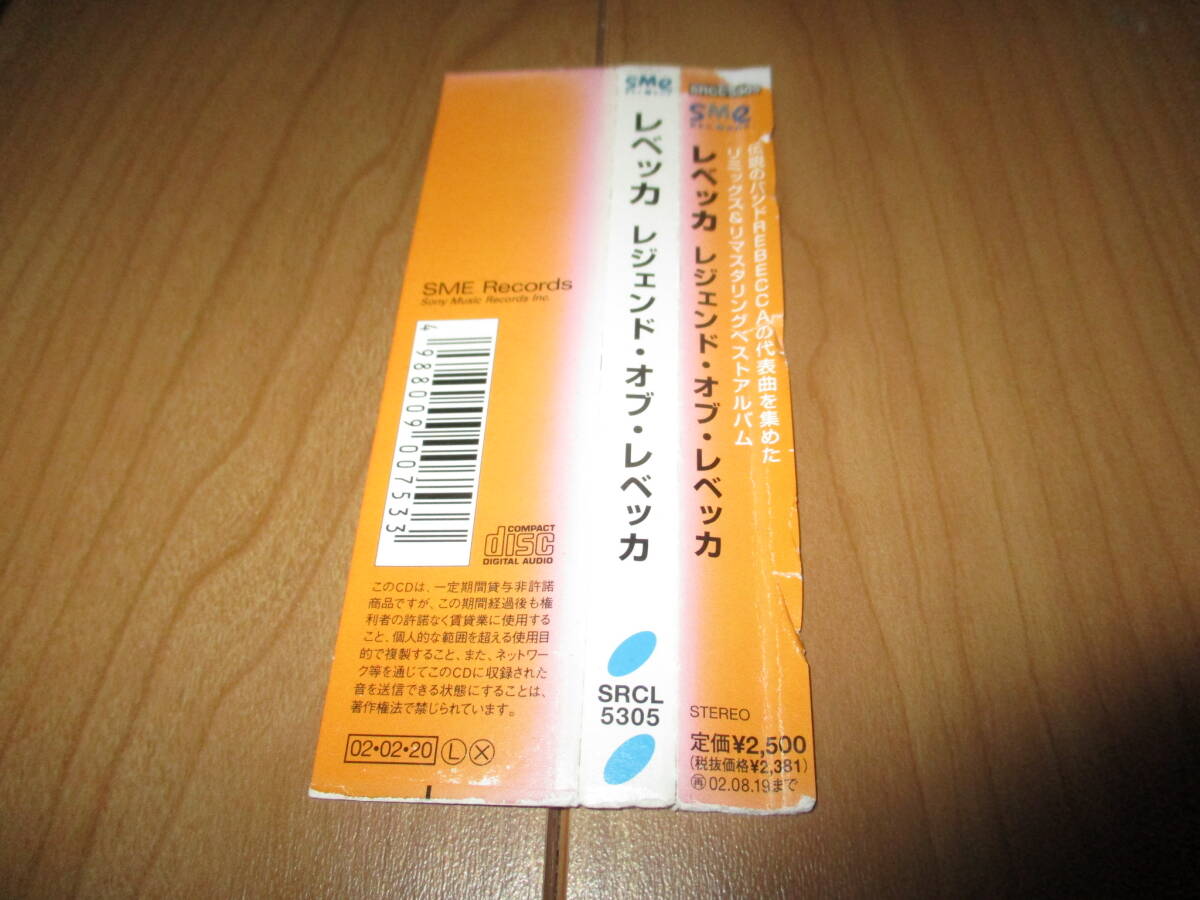 SME Records
Sony Music Records Inc.
4 988009 007533
COMPACT
disc
DIGITAL AUDIO
このCDは、一定期間貸与非許諾
商品ですが、この期間経過後も権
利者の許諾なく賃貸業に使用する
こと、個人的な範囲を超える使用目
的で複製すること、また、ネットワー
ク等を通じてこのCDに収録された
音を送信できる状態にすることは、
著作権法で禁じられています。
02・02・20 L X
SMe
レベッカ レジェンド・オブ・レベッカ
SRCL
5305
SMe
レベッカ レジェンド・オブ・レベッカ
伝説のバンドREBECCAの代表曲を集めた
リミックス&リマスタリングベストアルバム
STEREO
定価¥2,500
(税抜価格¥2,381)
再02.08.19まで